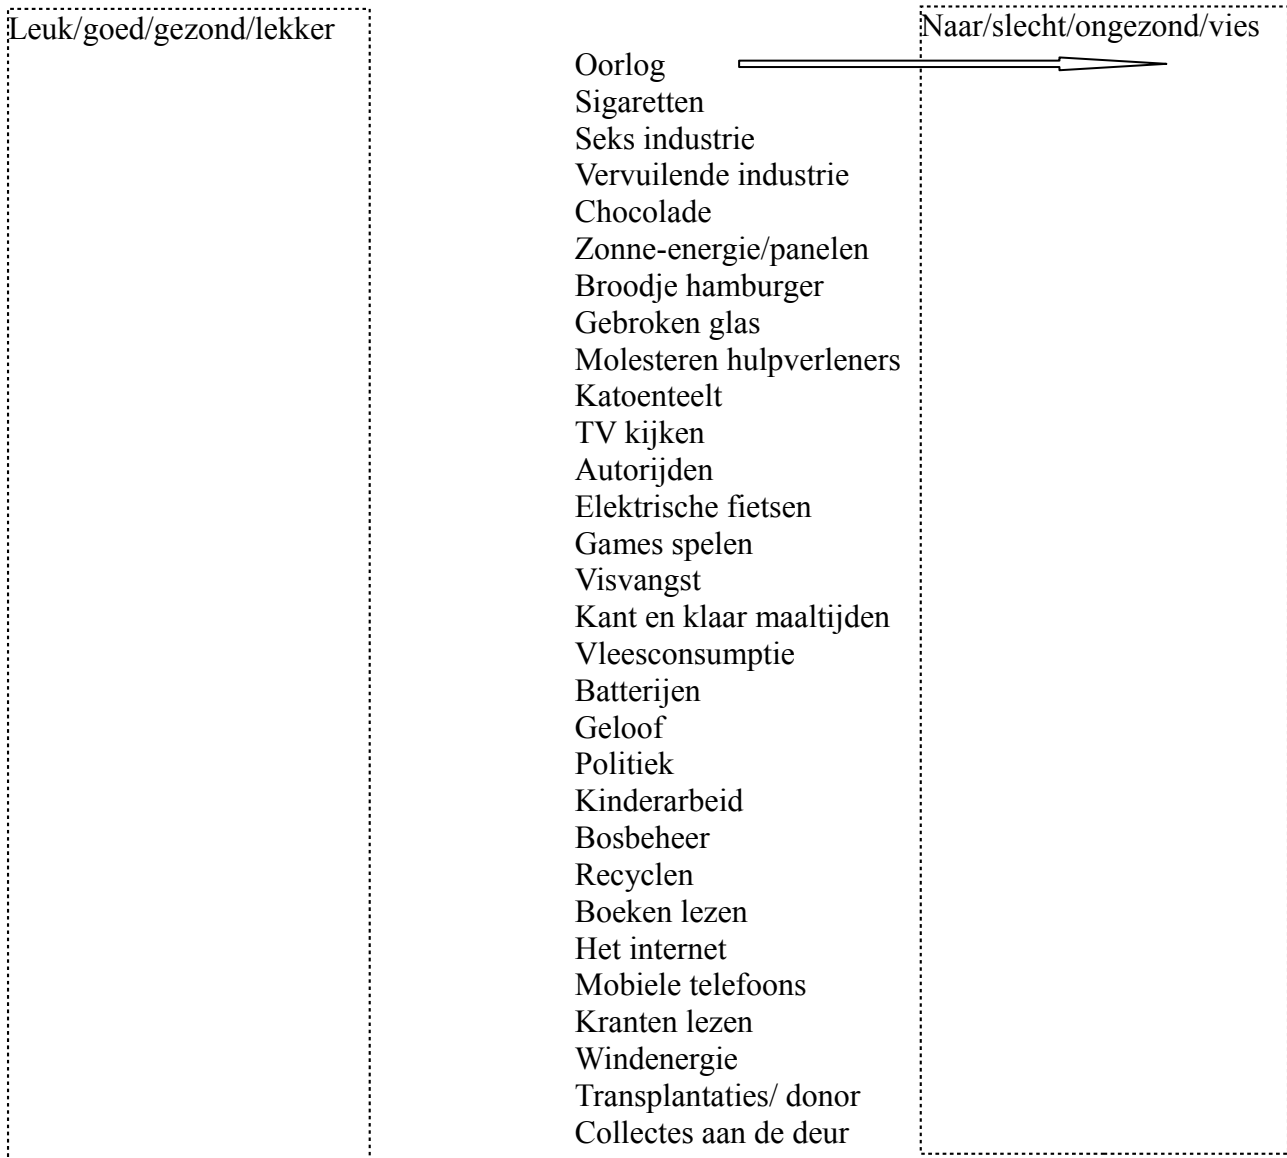 Leuk/goed/gezond/lekker
Naar/slecht/ongezond/vies
Oorlog
Sigaretten
Seks industrie
Vervuilende industrie
Chocolade
Zonne-energie/panelen
Broodje hamburger
Gebroken glas
Molesteren hulpverleners
Katoenteelt
TV kijken
Autorijden
Elektrische fietsen
Games spelen
Visvangst
Kant en klaar maaltijden
Vleesconsumptie
Batterijen
Geloof
Politiek
Kinderarbeid
Bosbeheer
Recyclen
Boeken lezen
Het internet
Mobiele telefoons
Kranten lezen
Windenergie
Transplantaties/ donor
Collectes aan de deur